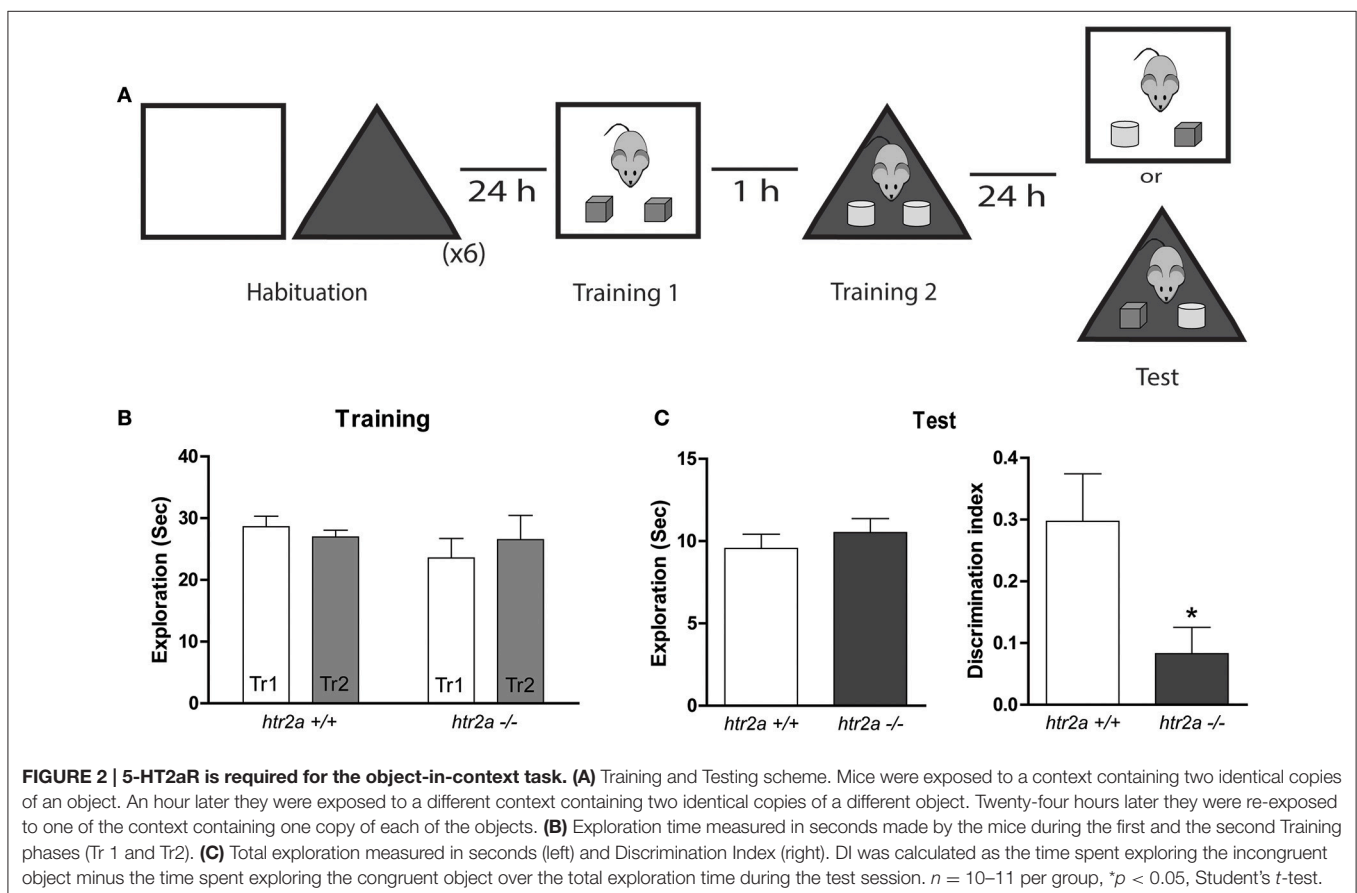 A
24 h
1 h
24 h
or
(x6)
Habituation
Training 1
Training 2
Test
B
Training
Exploration (Sec)
40
30
20
10
0
Tr1
Tr2
Tr1
Tr2
htr2a +/+
htr2a -/-
C
Test
Exploration (Sec)
15
10
5
0
htr2a +/+
htr2a -/-
Discrimination index
0.4
0.3
0.2
0.1
0.0
*
htr2a +/+
htr2a -/-
FIGURE 2 | 5-HT2aR is required for the object-in-context task. (A) Training and Testing scheme. Mice were exposed to a context containing two identical copies
of an object. An hour later they were exposed to a different context containing two identical copies of a different object. Twenty-four hours later they were re-exposed
to one of the context containing one copy of each of the objects. (B) Exploration time measured in seconds made by the mice during the first and the second Training
phases (Tr 1 and Tr2). (C) Total exploration measured in seconds (left) and Discrimination Index (right). DI was calculated as the time spent exploring the incongruent
object minus the time spent exploring the congruent object over the total exploration time during the test session. n = 10–11 per group, *p < 0.05, Student's t-test.